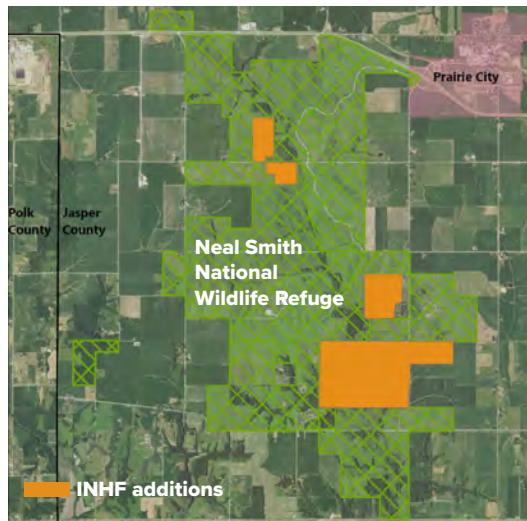 Prairie City
Polk
County
Jasper
County
Neal Smith
National
Wildlife Refuge
INHF additions